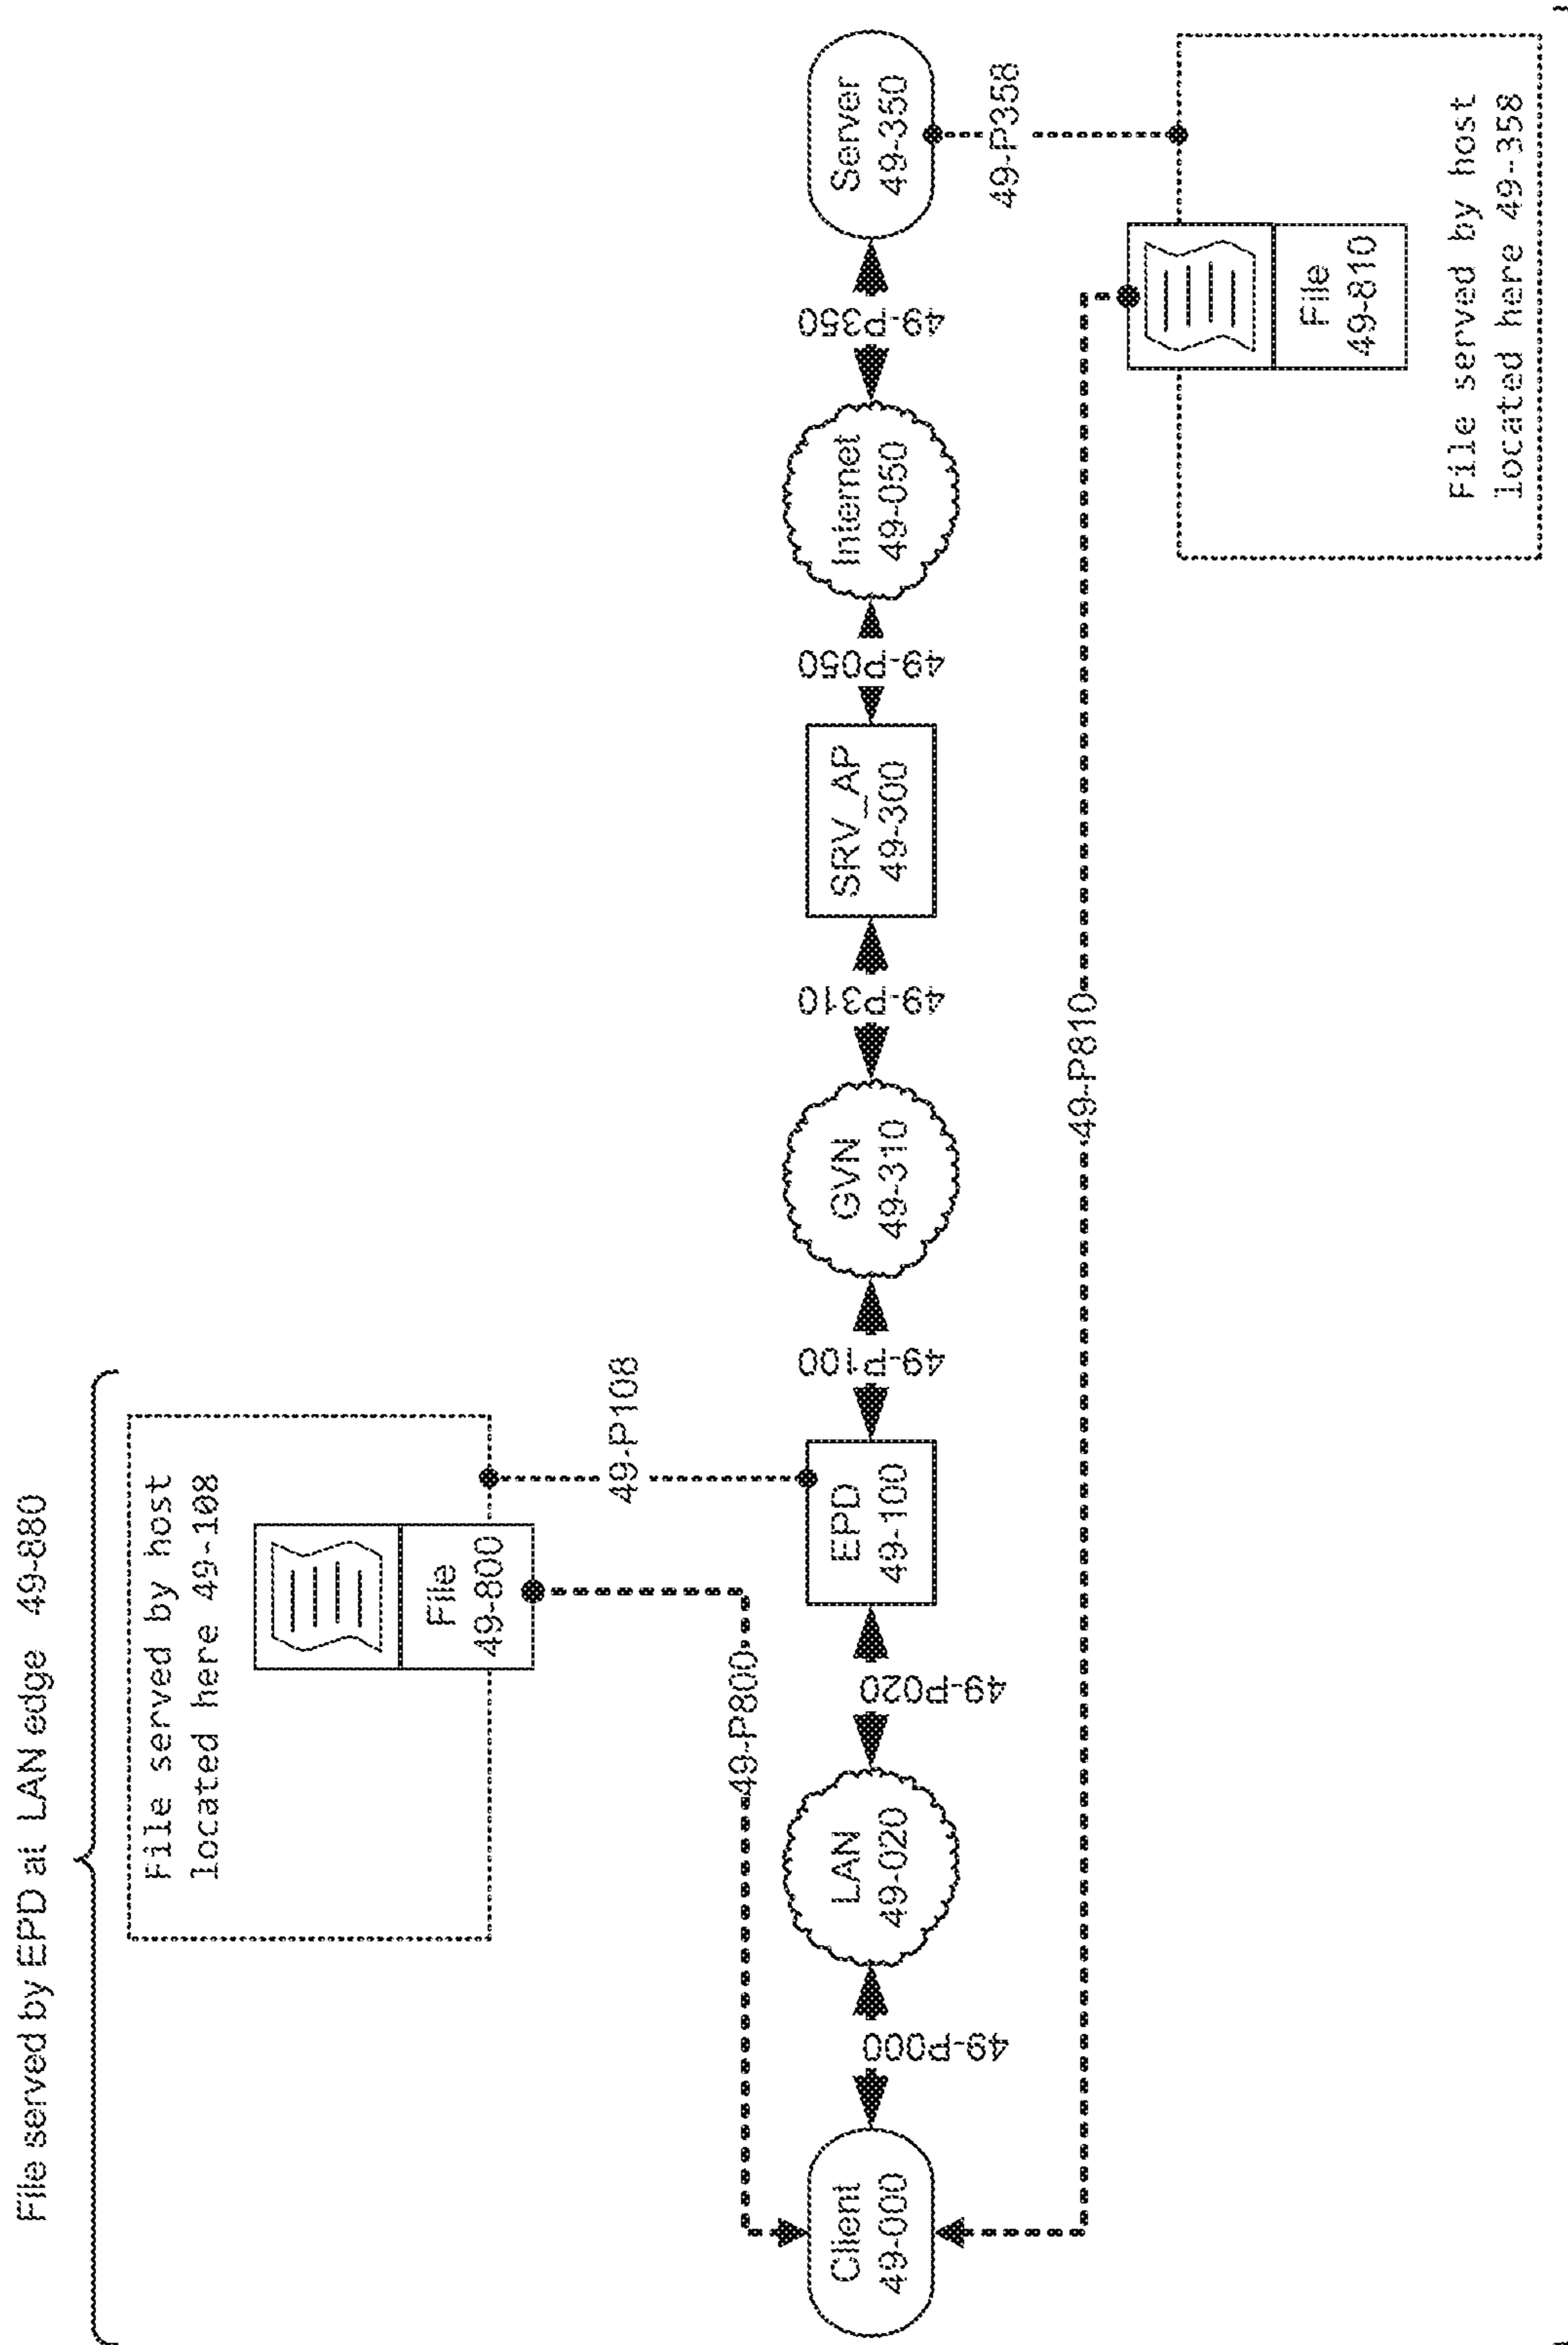 File served by EPD at LAN edge 49-880
File served by host
located here 49-108
File
49-800
49-P108
49-P800
Client
49-000
49-P000
LAN
49-020
49-P020
EPD
49-100
49-P100
GVN
49-310
49-P310
SRV_AP
49-300
49-P050
Internet
49-050
49-P350
Server
49-350
49-P358
49-P810
File
49-810
File served by host
located here 49-358